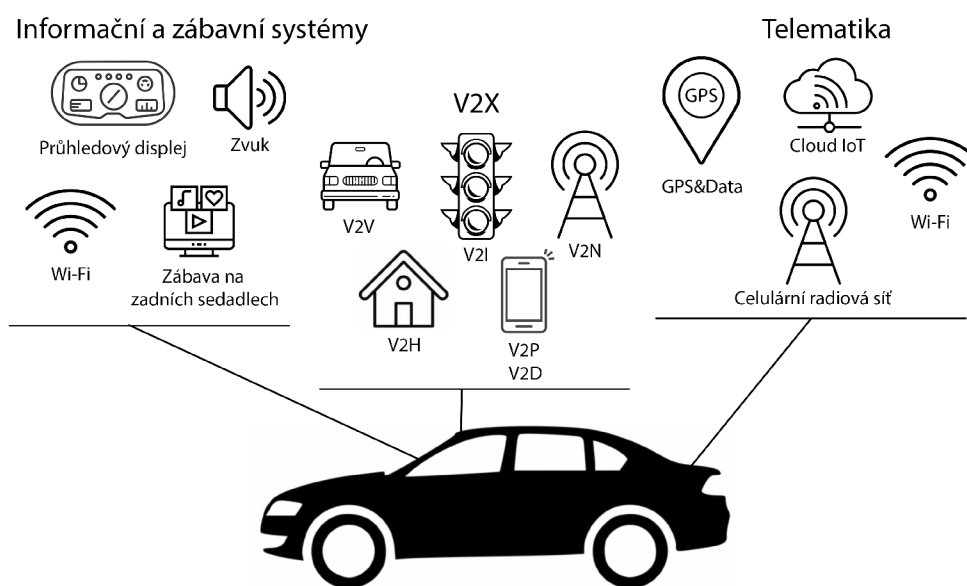 Informační a zábavní systémy
Průhledový displej
Zvuk
Wi-Fi
Zábava na
zadních sedadlech
V2X
V2V
V2I
V2N
V2H
V2P
V2D
Telematika
GPS
GPS&Data
Cloud IoT
Wi-Fi
Celulární radiová síť